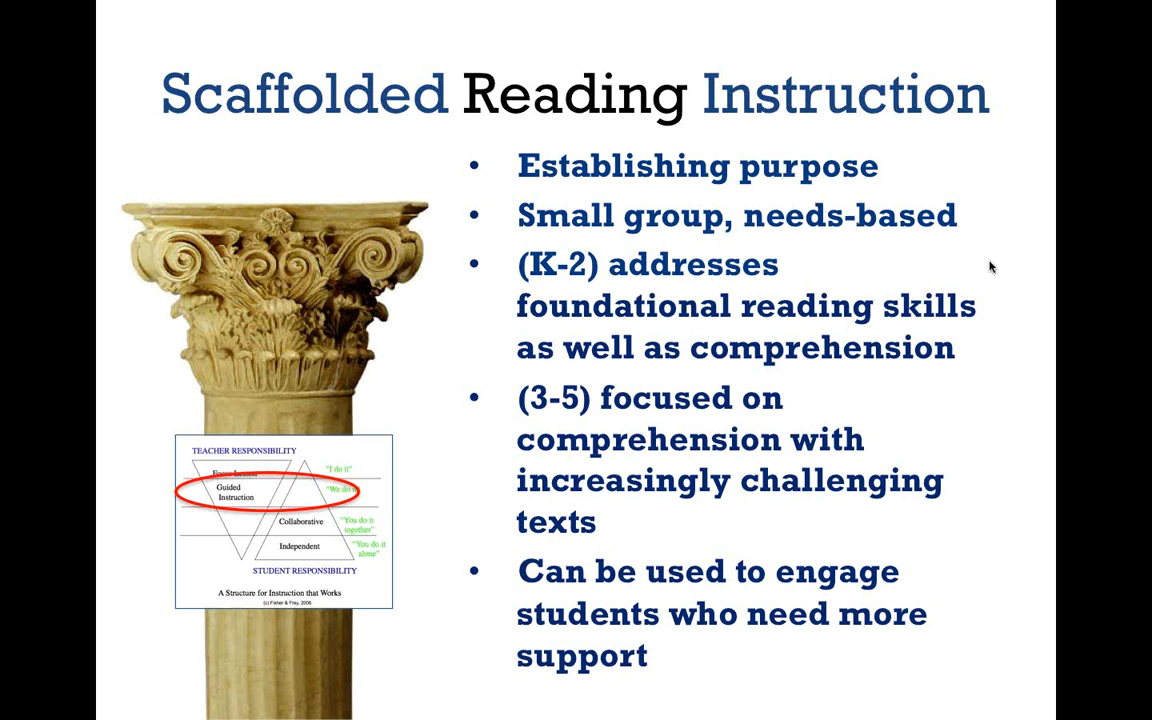 Scaffolded Reading Instruction
• Establishing purpose
• Small group, needs-based
• (K-2) addresses
foundational reading skills
as well as comprehension
• (3-5) focused on
comprehension with
increasingly challenging
texts
• Can be used to engage
students who need more
support
TEACHER RESPONSIBILITY
"I do it"
Guided
Instruction
"We do
Collaborative
"You do it
together"
Independent
"You do it
alone"
STUDENT RESPONSIBILITY
A Structure for Instruction that Works
(c) Fisher & Frey, 2006